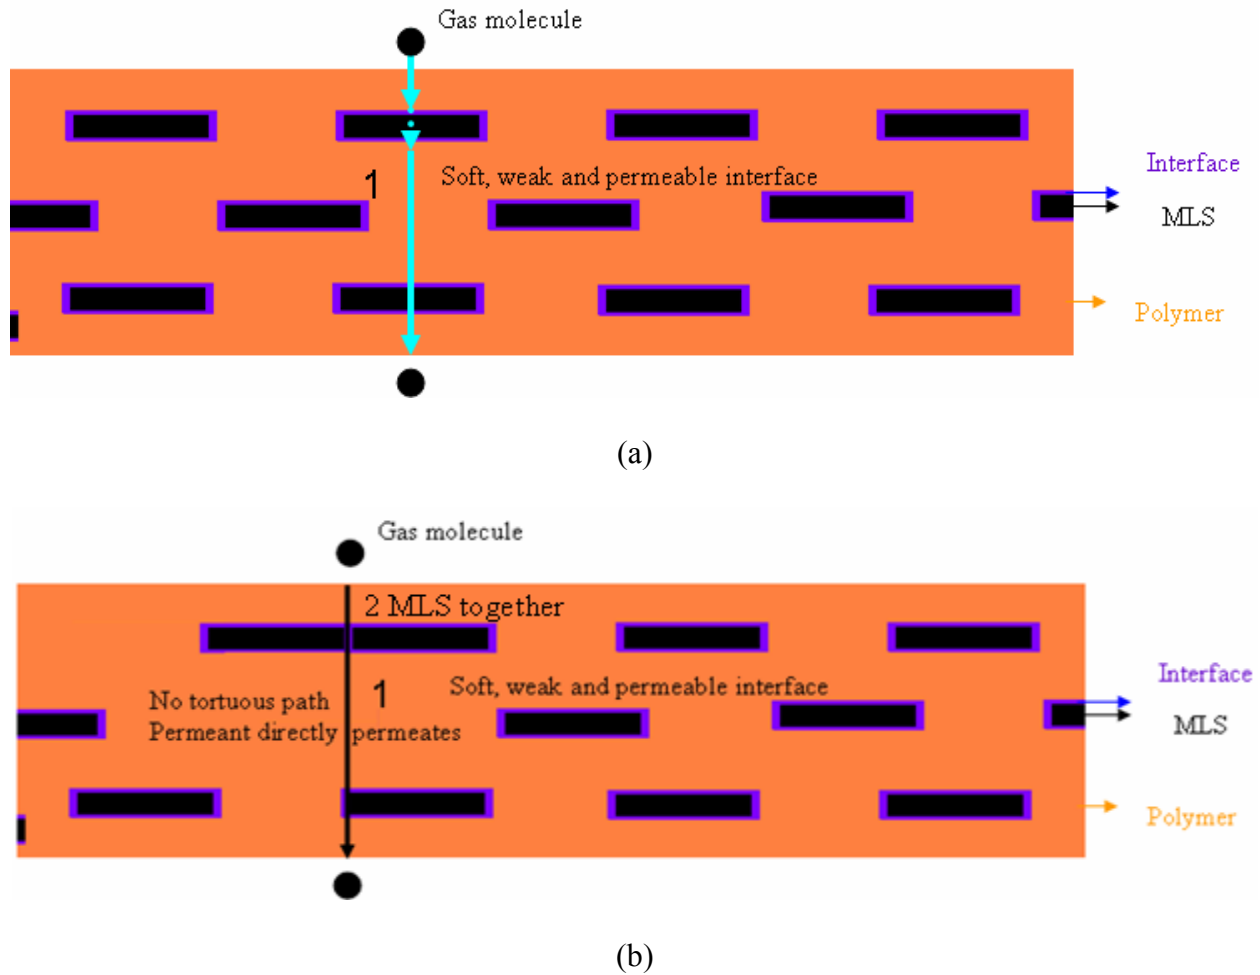 Gas molecule
1
Soft, weak and permeable interface
Interface
MLS
Polymer
(a)
Gas molecule
2 MLS together
No tortuous path
1
Soft, weak and permeable interface
Permeant directly permeates
Interface
MLS
Polymer
(b)